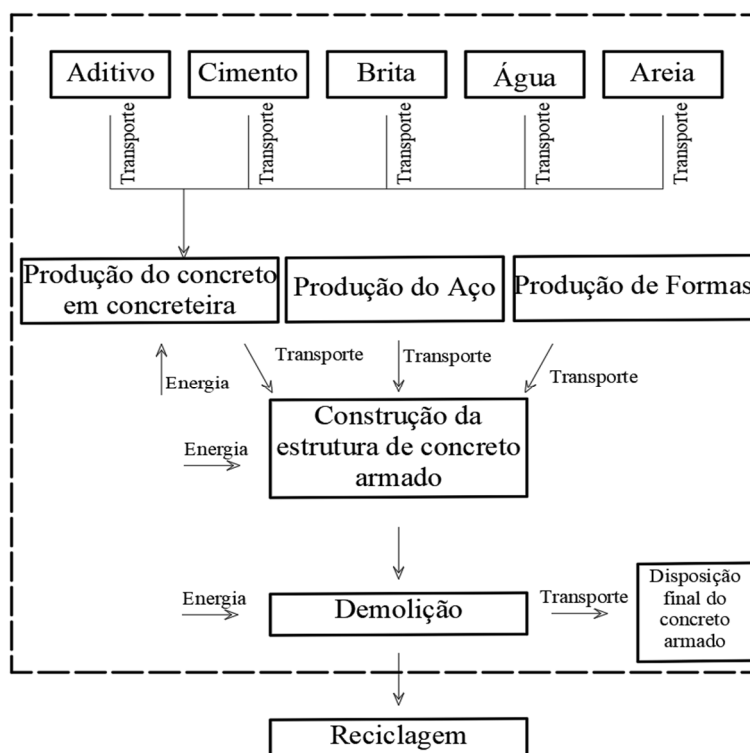 Aditivo
Cimento
Brita
Água
Areia
Transporte
Transporte
Transporte
Transporte
Transporte
Produção do concreto
em concreteira
Produção do Aço
Produção de Formas
Energia
Transporte
Transporte
Transporte
Energia
Construção da
estrutura de concreto
armado
Energia
Demolição
Transporte
Disposição
final do
concreto
armado
Reciclagem